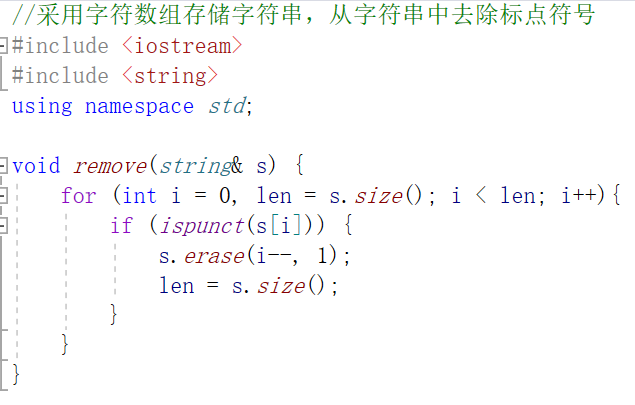 //采用字符数组存储字符串，从字符串中去除标点符号
#include <iostream>
#include <string>
using namespace std;
void remove(string& s) {
for (int i = 0, len = s.size(); i < len; i++){
if (ispunct(s[i])) {
s.erase(i--, 1);
len = s.size();
}
}
}